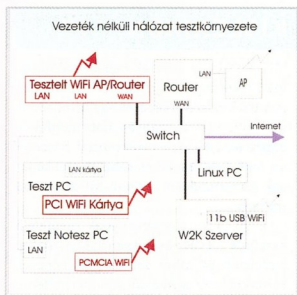 Vezeték nélküli hálózat tesztkörnyezete
Tesztelt WiFi AP/Router
LAN LAN WAN
LAN
Router
WAN
AP
Switch
Internet
Linux PC
LAN kártya
Teszt PC
PCI WIFI Kártya
11b USB WiFi
W2K Szerver
Teszt Notesz PC
LAN
PCMCIA WIFI